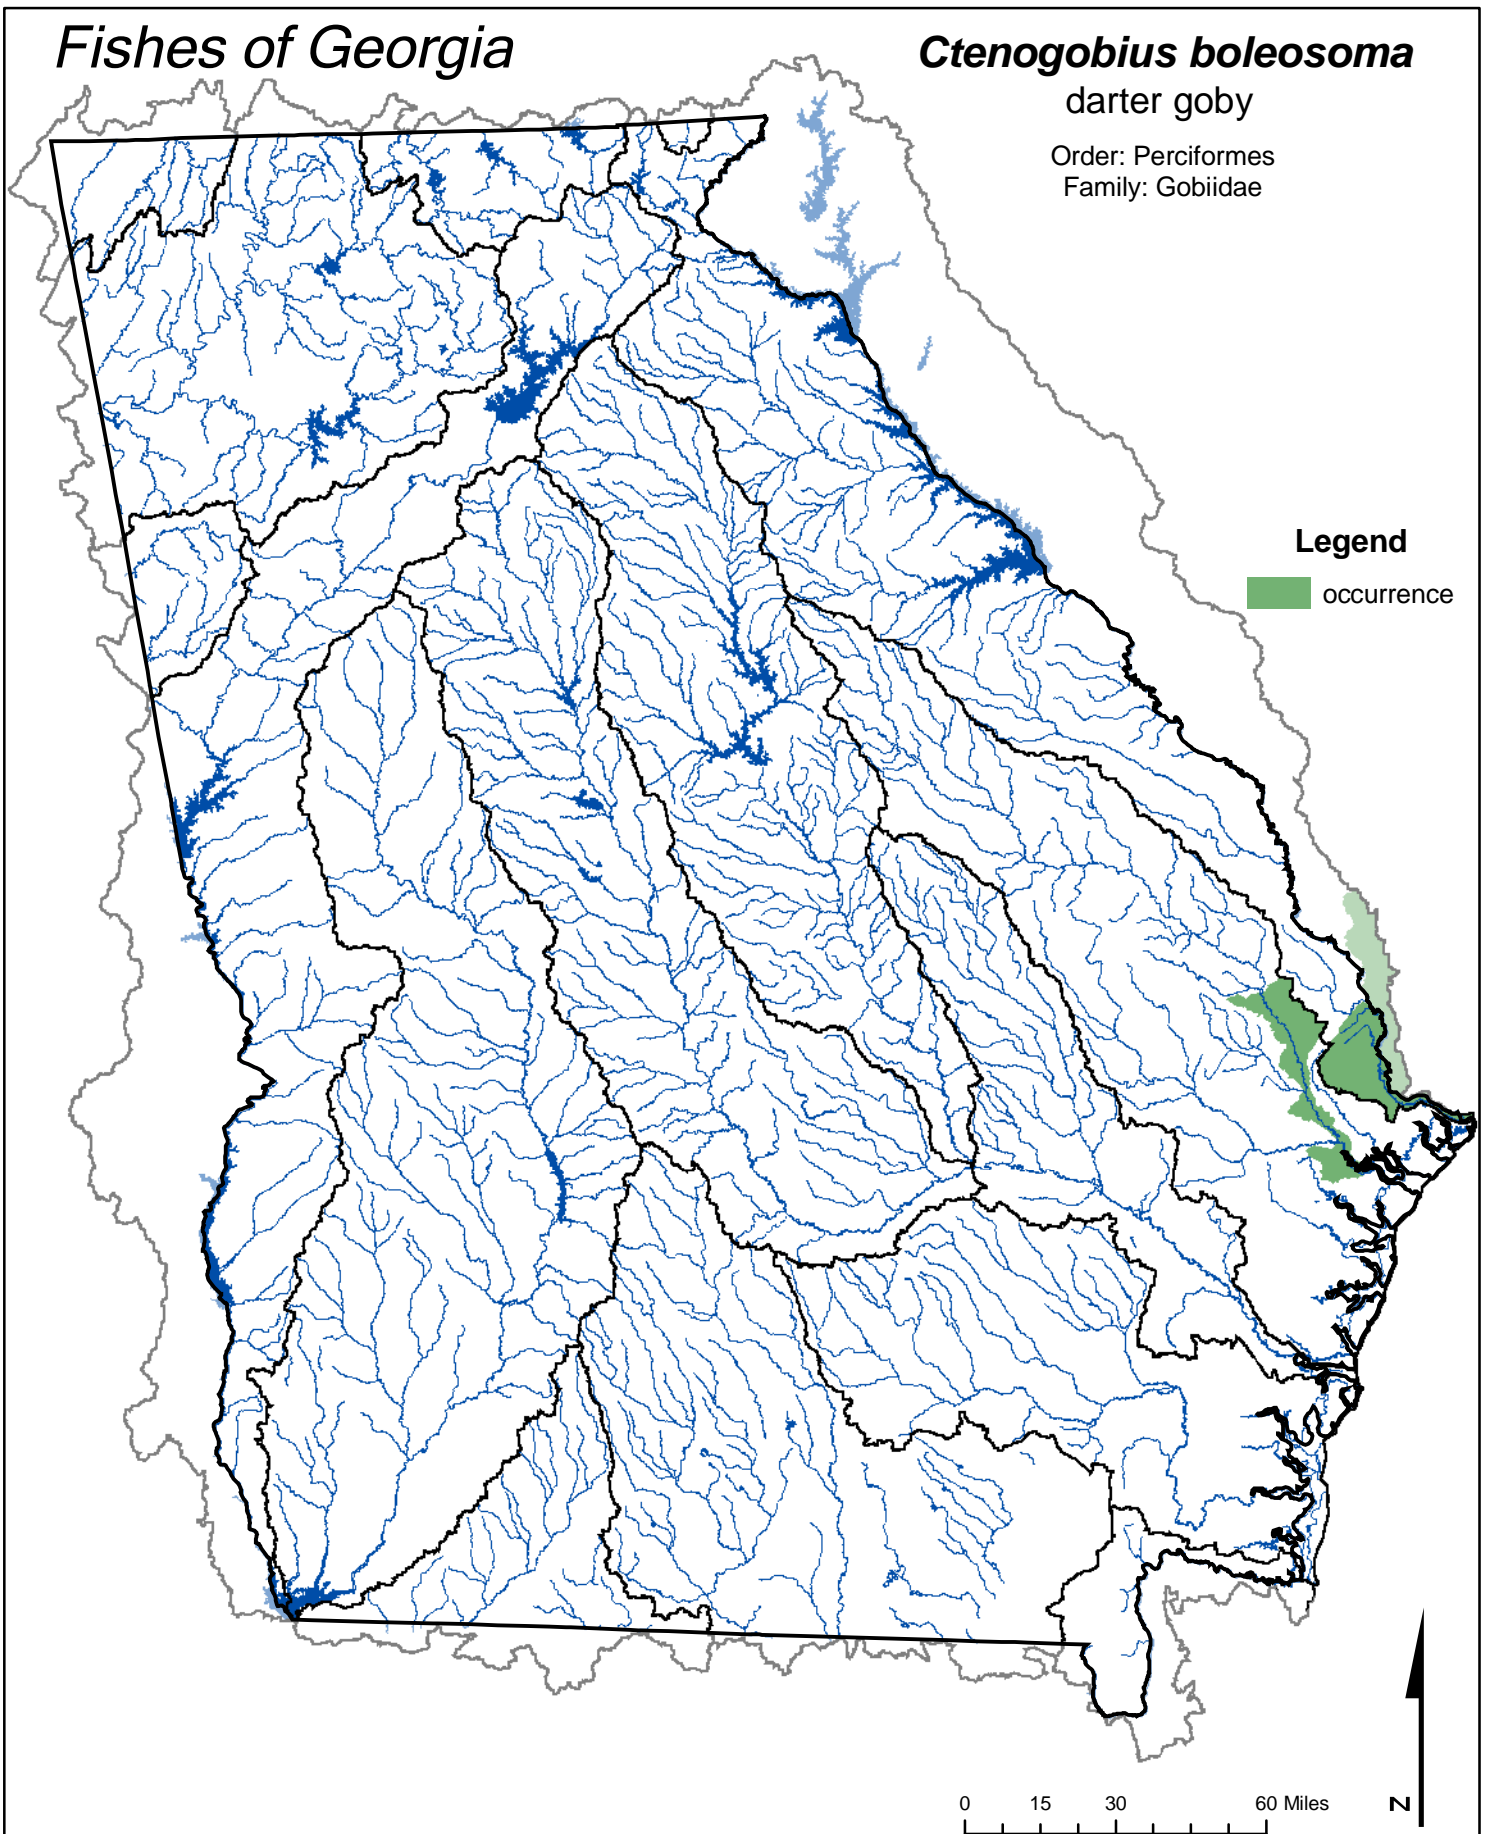 Fishes of Georgia
Ctenogobius boleosoma
darter goby
Order: Perciformes
Family: Gobiidae
Legend
occurrence
0 15 30 60 Miles
N